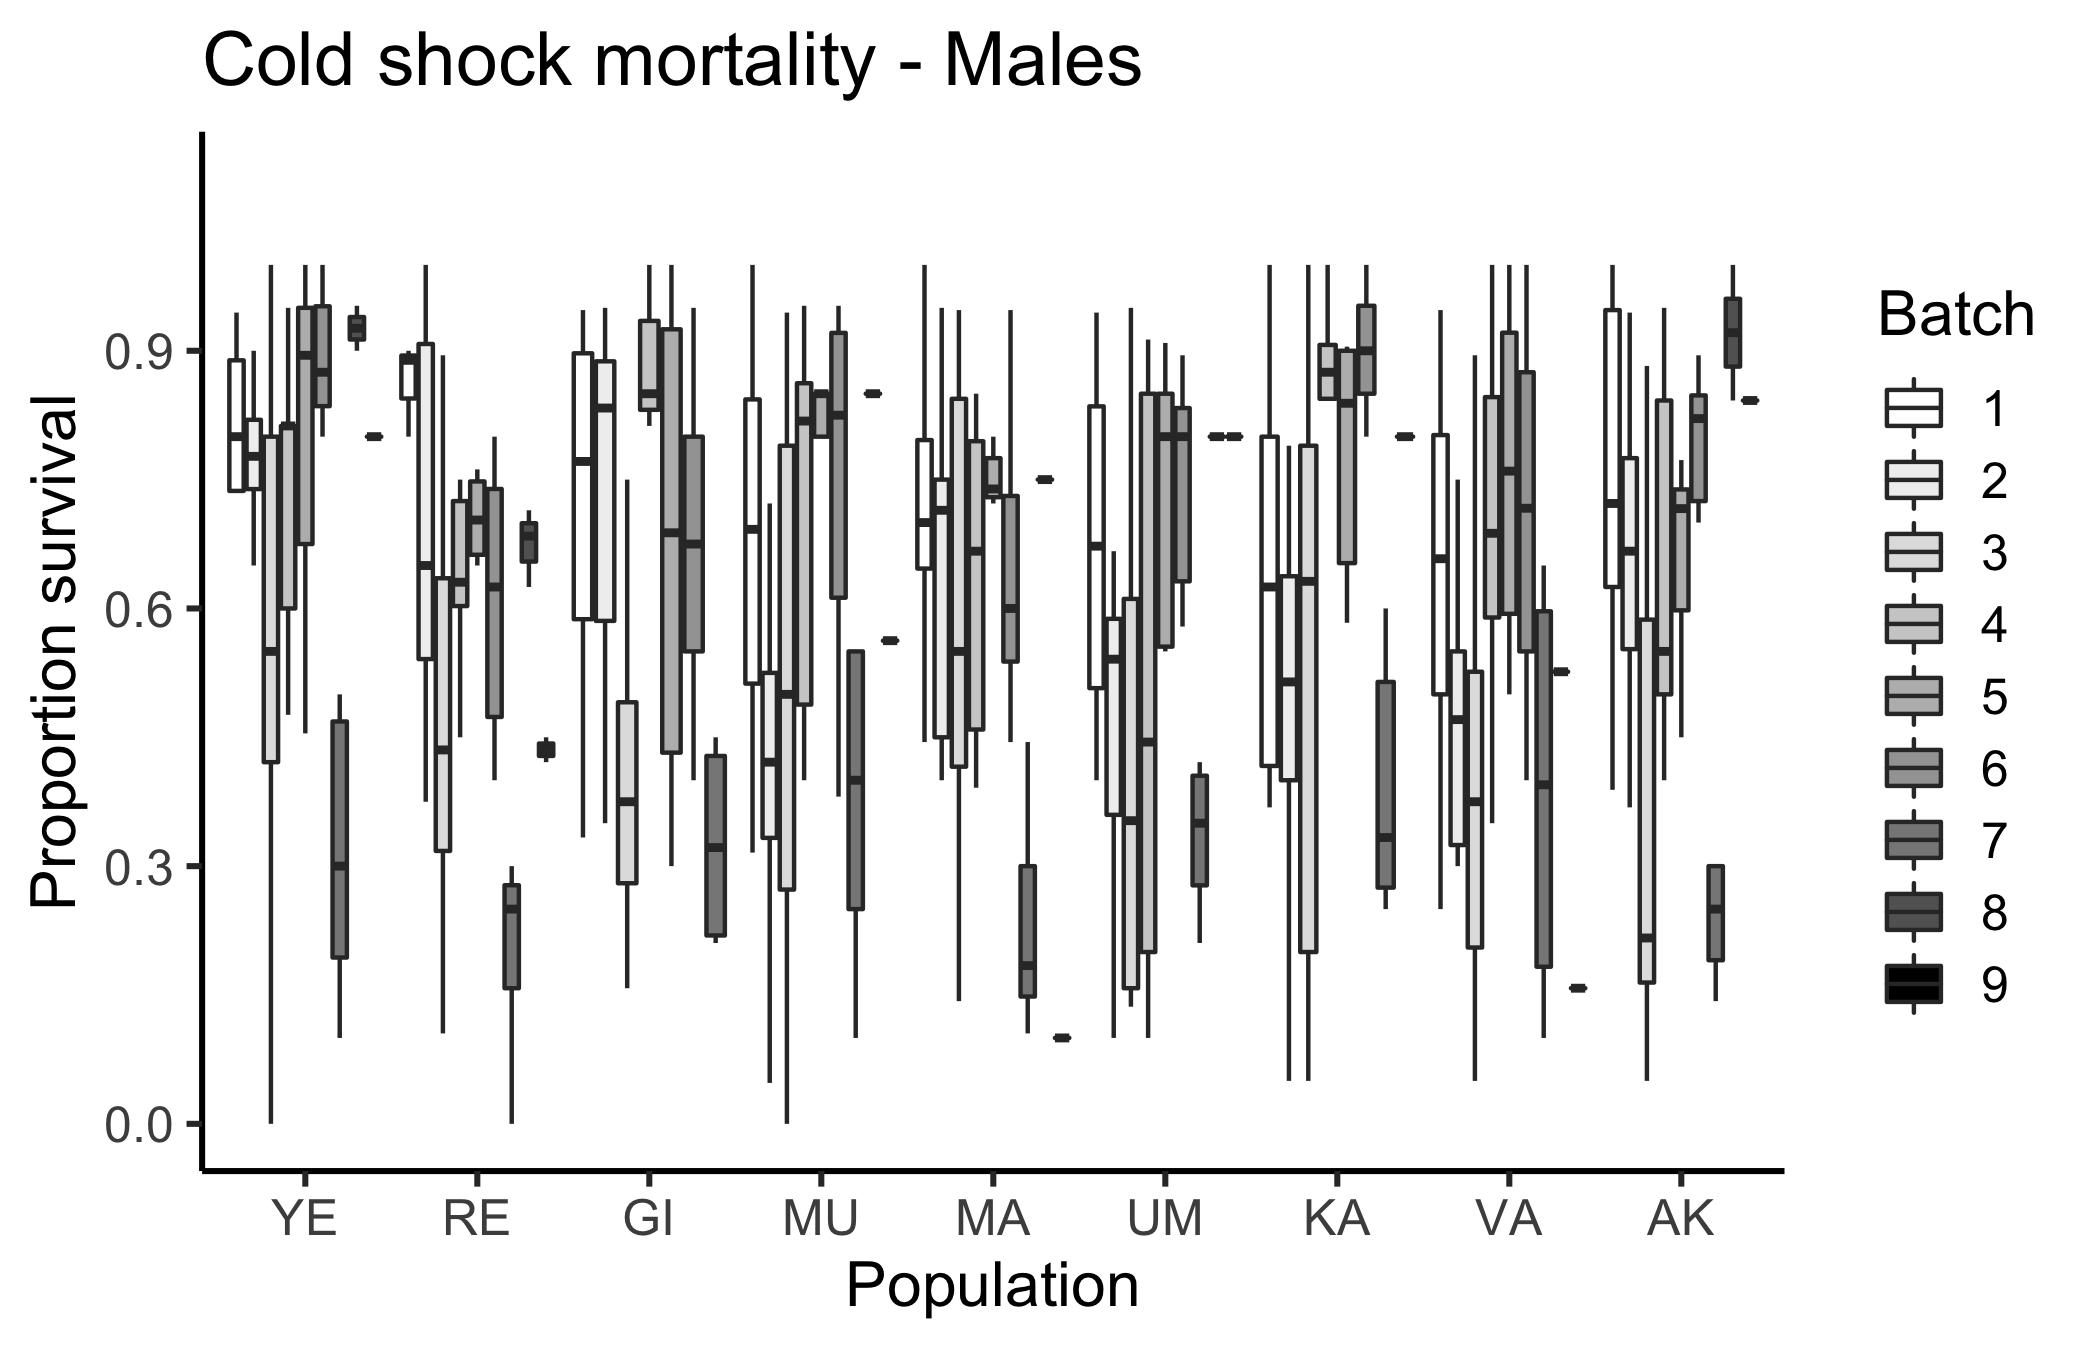 Cold shock mortality - Males
Proportion survival
0.9
0.6
0.3
0.0
YE RE GI MU MA UM KA VA AK
Population
Batch
1
2
3
4
5
6
7
8
9